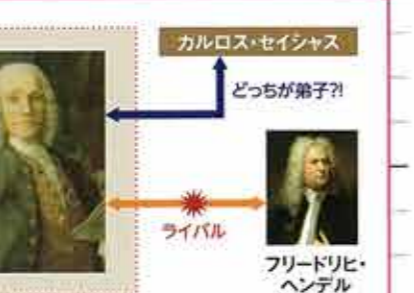 カルロス・セイシャス
どっちが弟子?!
ライバル
フリードリヒ・
ヘンデル